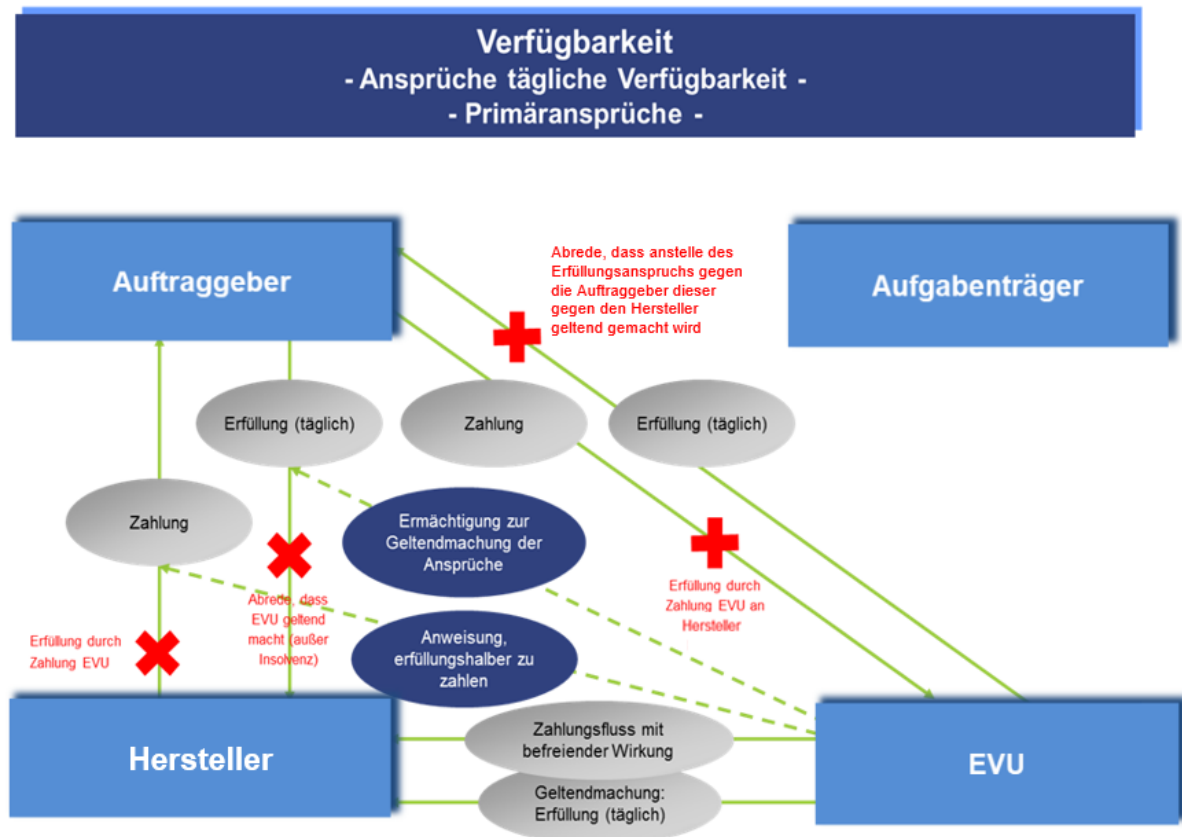 Verfügbarkeit
- Ansprüche tägliche Verfügbarkeit -
- Primäransprüche -
Auftraggeber
Abrede, dass anstelle des
Erfüllungsanspruchs gegen
die Auftraggeber dieser
gegen den Hersteller
geltend gemacht wird
Aufgabenträger
Erfüllung (täglich)
Zahlung
Erfüllung (täglich)
Zahlung
Ermächtigung zur
Geltendmachung der
Ansprüche
Abrede, dass
EVU geltend
macht (außer
Insolvenz)
Erfüllung durch
Zahlung EVU an
Hersteller
Erfüllung durch
Zahlung EVU
Anweisung,
erfüllungshalber zu
zahlen
Hersteller
Zahlungsfluss mit
befreiender Wirkung
Geltendmachung:
Erfüllung (täglich)
EVU